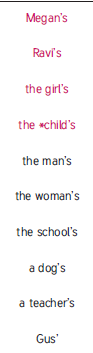 Megan's
Ravi's
the girl's
the *child's
the man's
the woman's
the school's
a dog's
a teacher's
Gus'